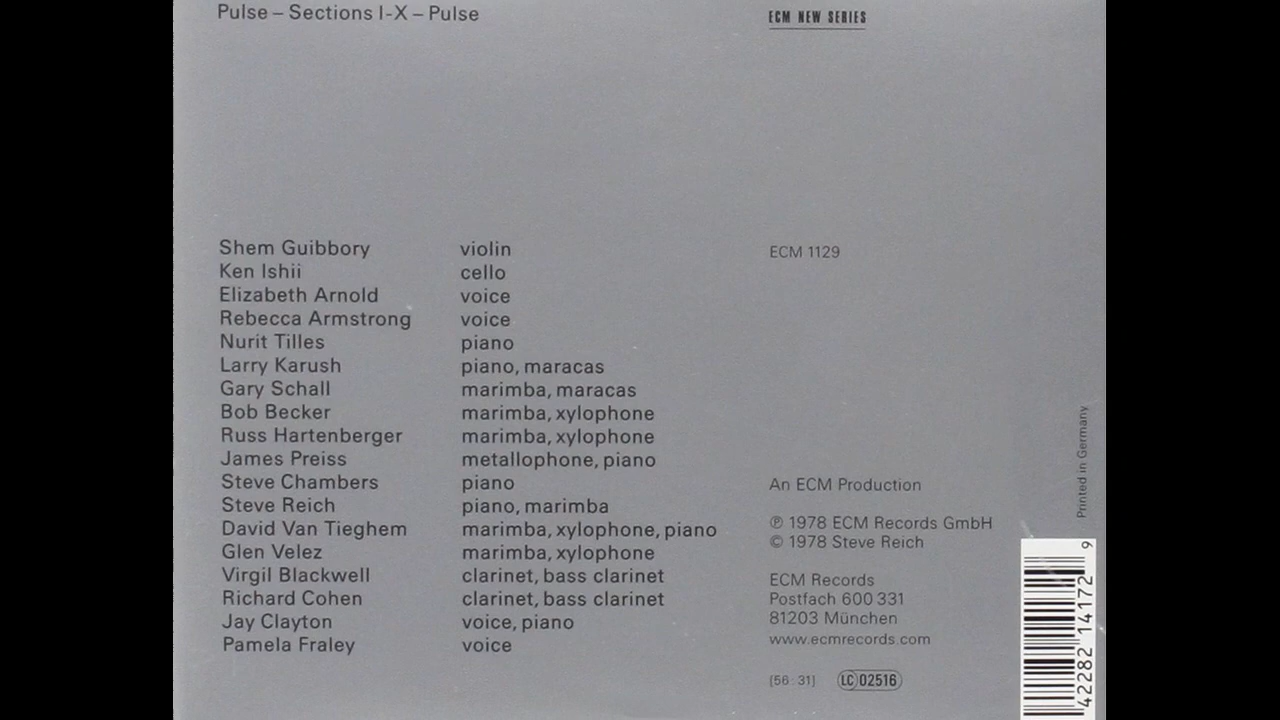 Pulse – Sections I-X – Pulse
ECM NEW SERIES
Shem Guibbory violin
Ken Ishii cello
Elizabeth Arnold voice
Rebecca Armstrong voice
Nurit Tilles piano
Larry Karush piano, maracas
Gary Schall marimba, maracas
Bob Becker marimba, xylophone
Russ Hartenberger marimba, xylophone
James Preiss metallophone, piano
Steve Chambers piano
Steve Reich piano, marimba
David Van Tieghem marimba, xylophone, piano
Glen Velez marimba, xylophone
Virgil Blackwell clarinet, bass clarinet
Richard Cohen clarinet, bass clarinet
Jay Clayton voice, piano
Pamela Fraley voice
ECM 1129
An ECM Production
℗ 1978 ECM Records GmbH
© 1978 Steve Reich
ECM Records
Postfach 600 331
81203 München
www.ecmrecords.com
[56 : 31] LC 02516
Printed in Germany
42282 14172 9